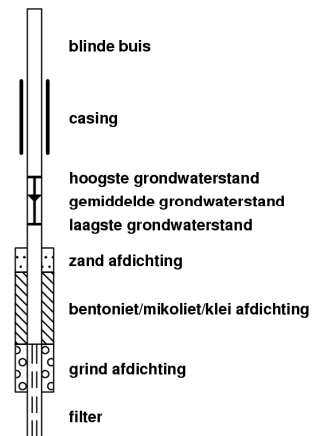 blinde buis
casing
hoogste grondwaterstand
gemiddelde grondwaterstand
laagste grondwaterstand
zand afdichting
bentoniet/mikoliet/klei afdichting
grind afdichting
filter